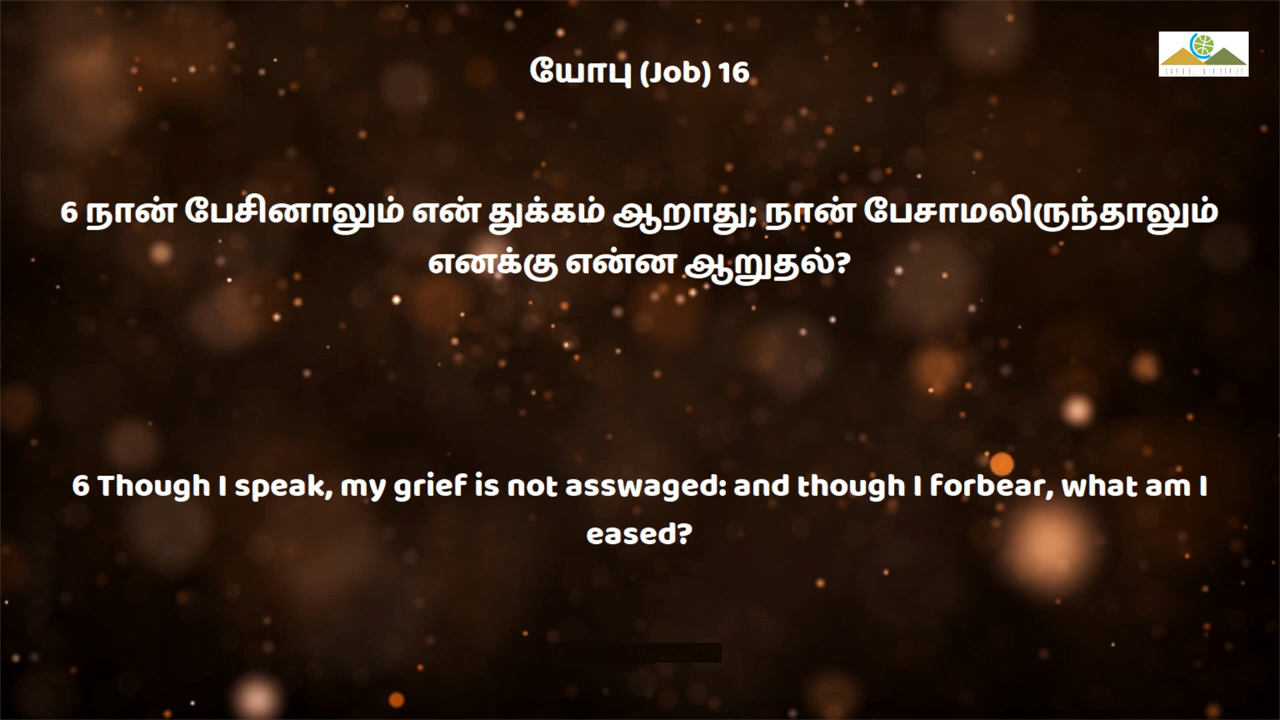 யோபு (Job) 16
6 நான் பேசினாலும் என் துக்கம் ஆறாது; நான் பேசாமலிருந்தாலும்
எனக்கு என்ன ஆறுதல்?
6 Though I speak, my grief is not asswaged: and though I forbear, what am I
eased?